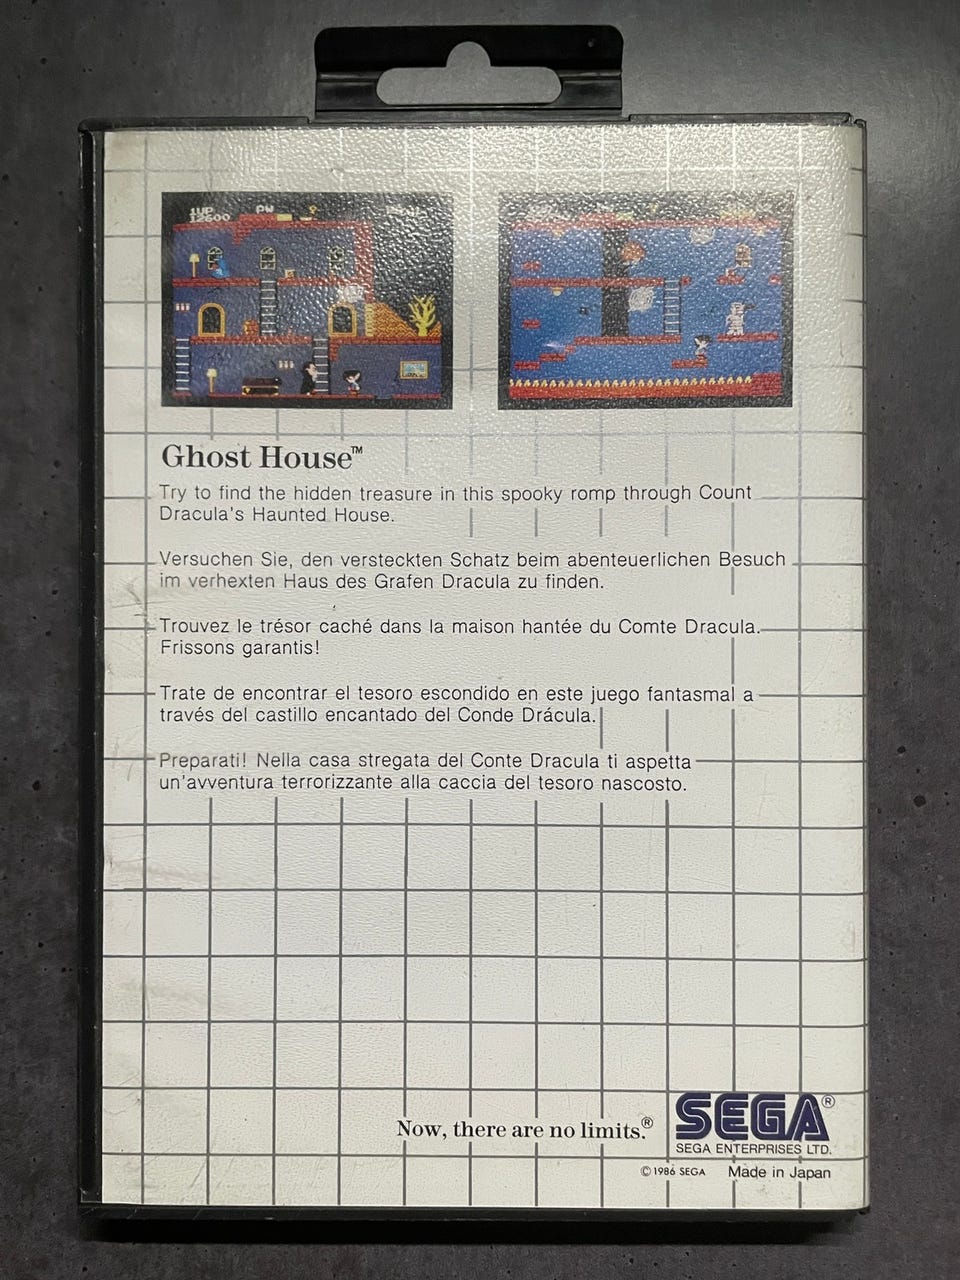 1UP PW
12600
Ghost House™
Try to find the hidden treasure in this spooky romp through Count
Dracula's Haunted House.
Versuchen Sie, den versteckten Schatz beim abenteuerlichen Besuch
im verhexten Haus des Grafen Dracula zu finden.
Trouvez le trésor caché dans la maison hantée du Comte Dracula.
Frissons garantis!
Trate de encontrar el tesoro escondido en este juego fantasmal a
través del castillo encantado del Conde Drácula.
Preparati! Nella casa stregata del Conte Dracula ti aspetta
un'avventura terrorizzante alla caccia del tesoro nascosto.
Now, there are no limits.®
SEGA®
SEGA ENTERPRISES LTD.
©1986 SEGA Made in Japan